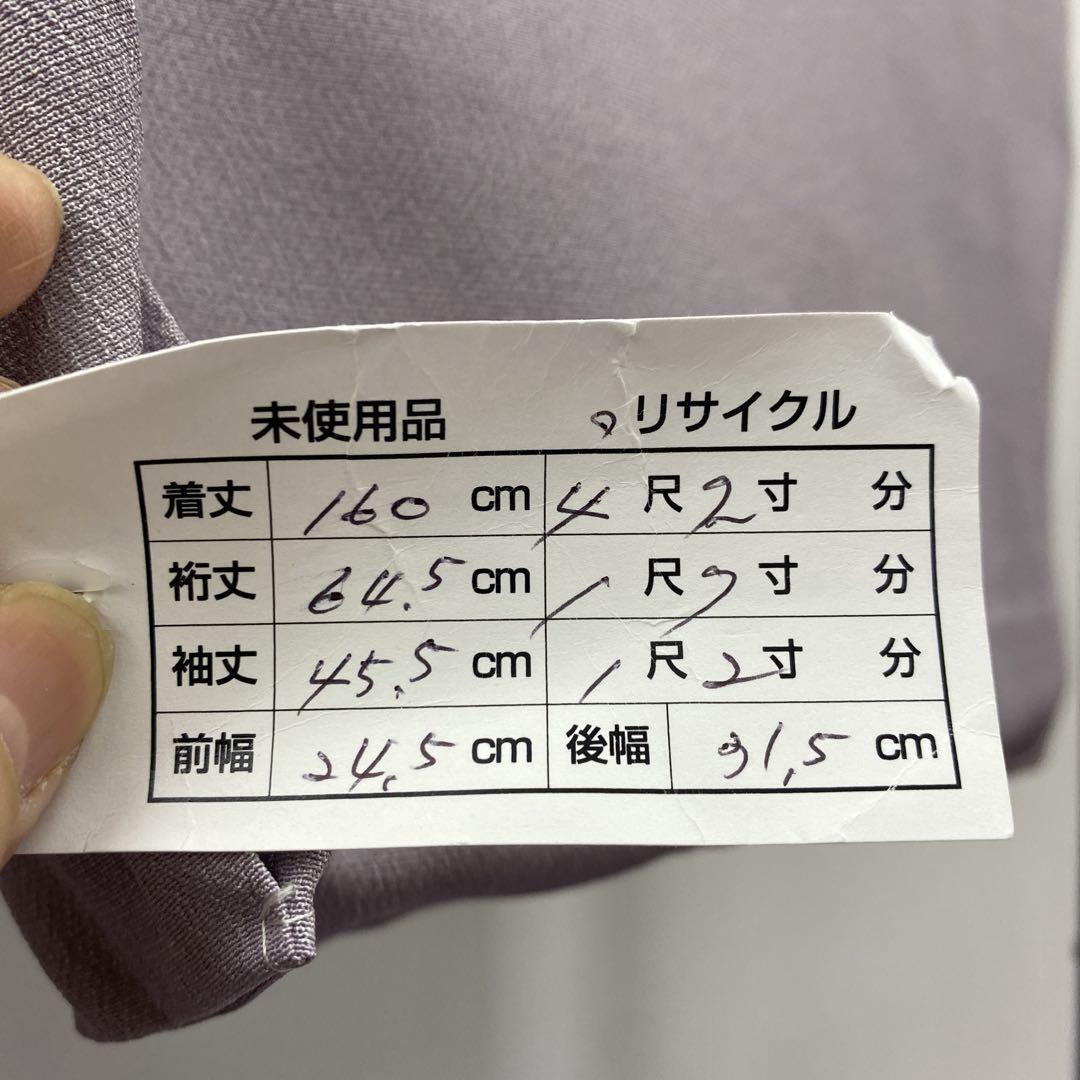 未使用品 リサイクル
着丈 160 cm 4 尺 2 寸 分
裄丈 64.5 cm 1 尺 7 寸 分
袖丈 45.5 cm 1 尺 2 寸 分
前幅 24,5 cm 後幅 31,5 cm